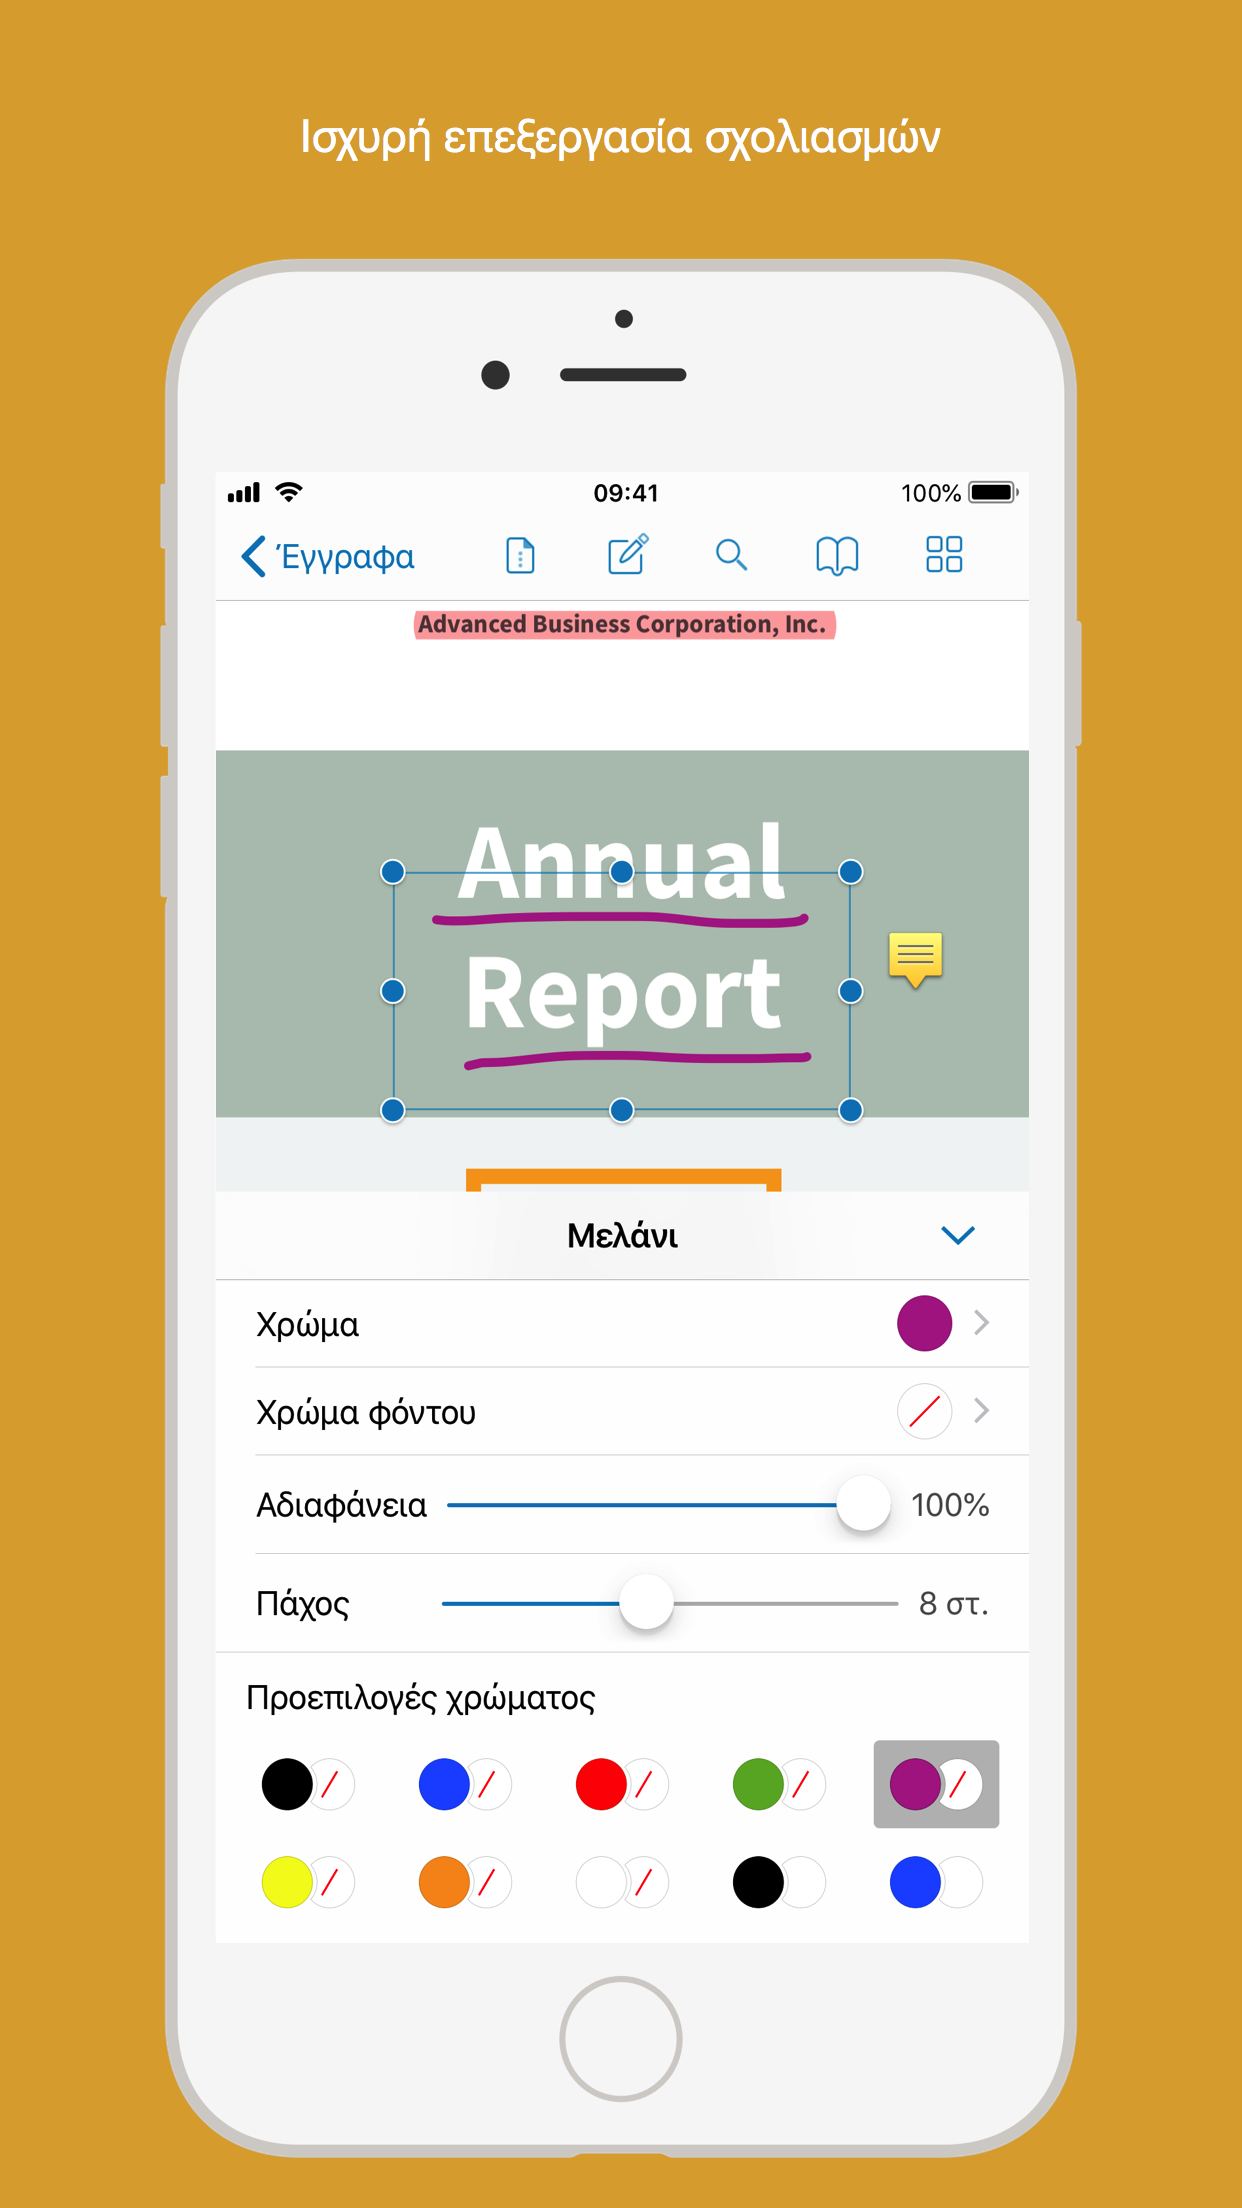 Ισχυρή επεξεργασία σχολιασμών
09:41
100%
Έγγραφα
Advanced Business Corporation, Inc.
Annual
Report
Μελάνι
Χρώμα
Χρώμα φόντου
Αδιαφάνεια 100%
Πάχος 8 στ.
Προεπιλογές χρώματος